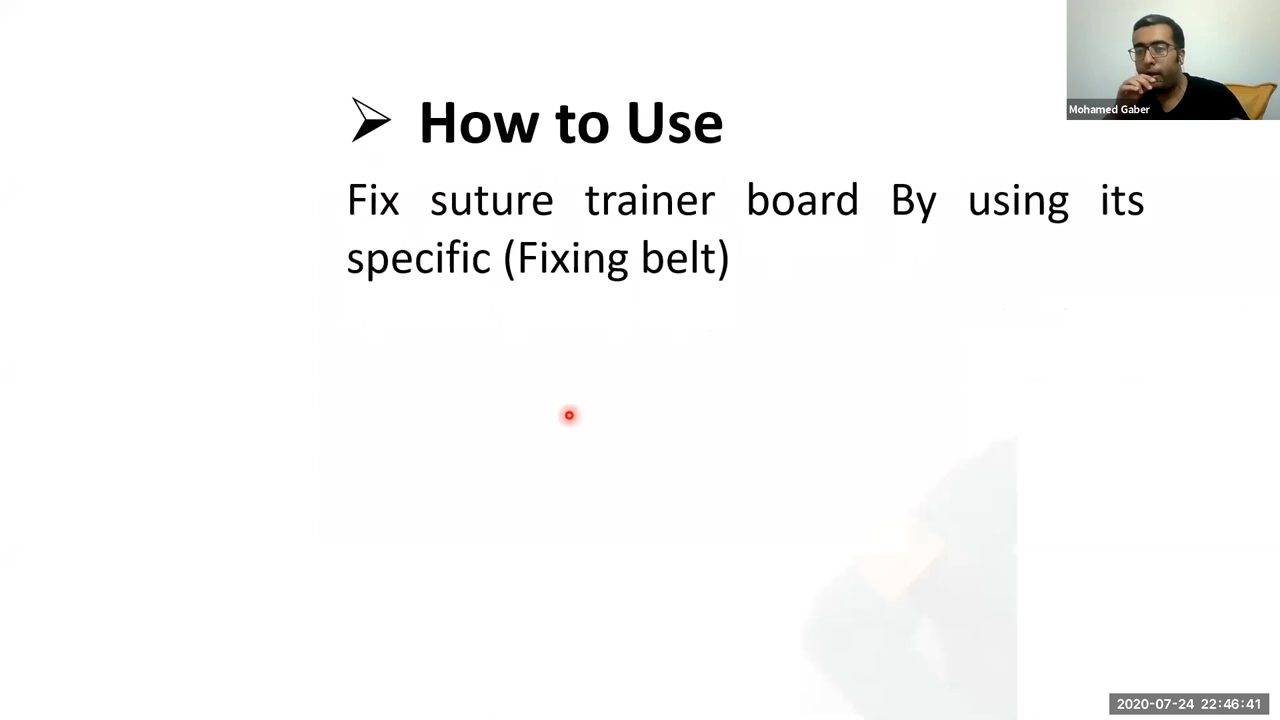 How to Use
Fix suture trainer board By using its
specific (Fixing belt)
Mohamed Gaber
2020-07-24 22:46:41